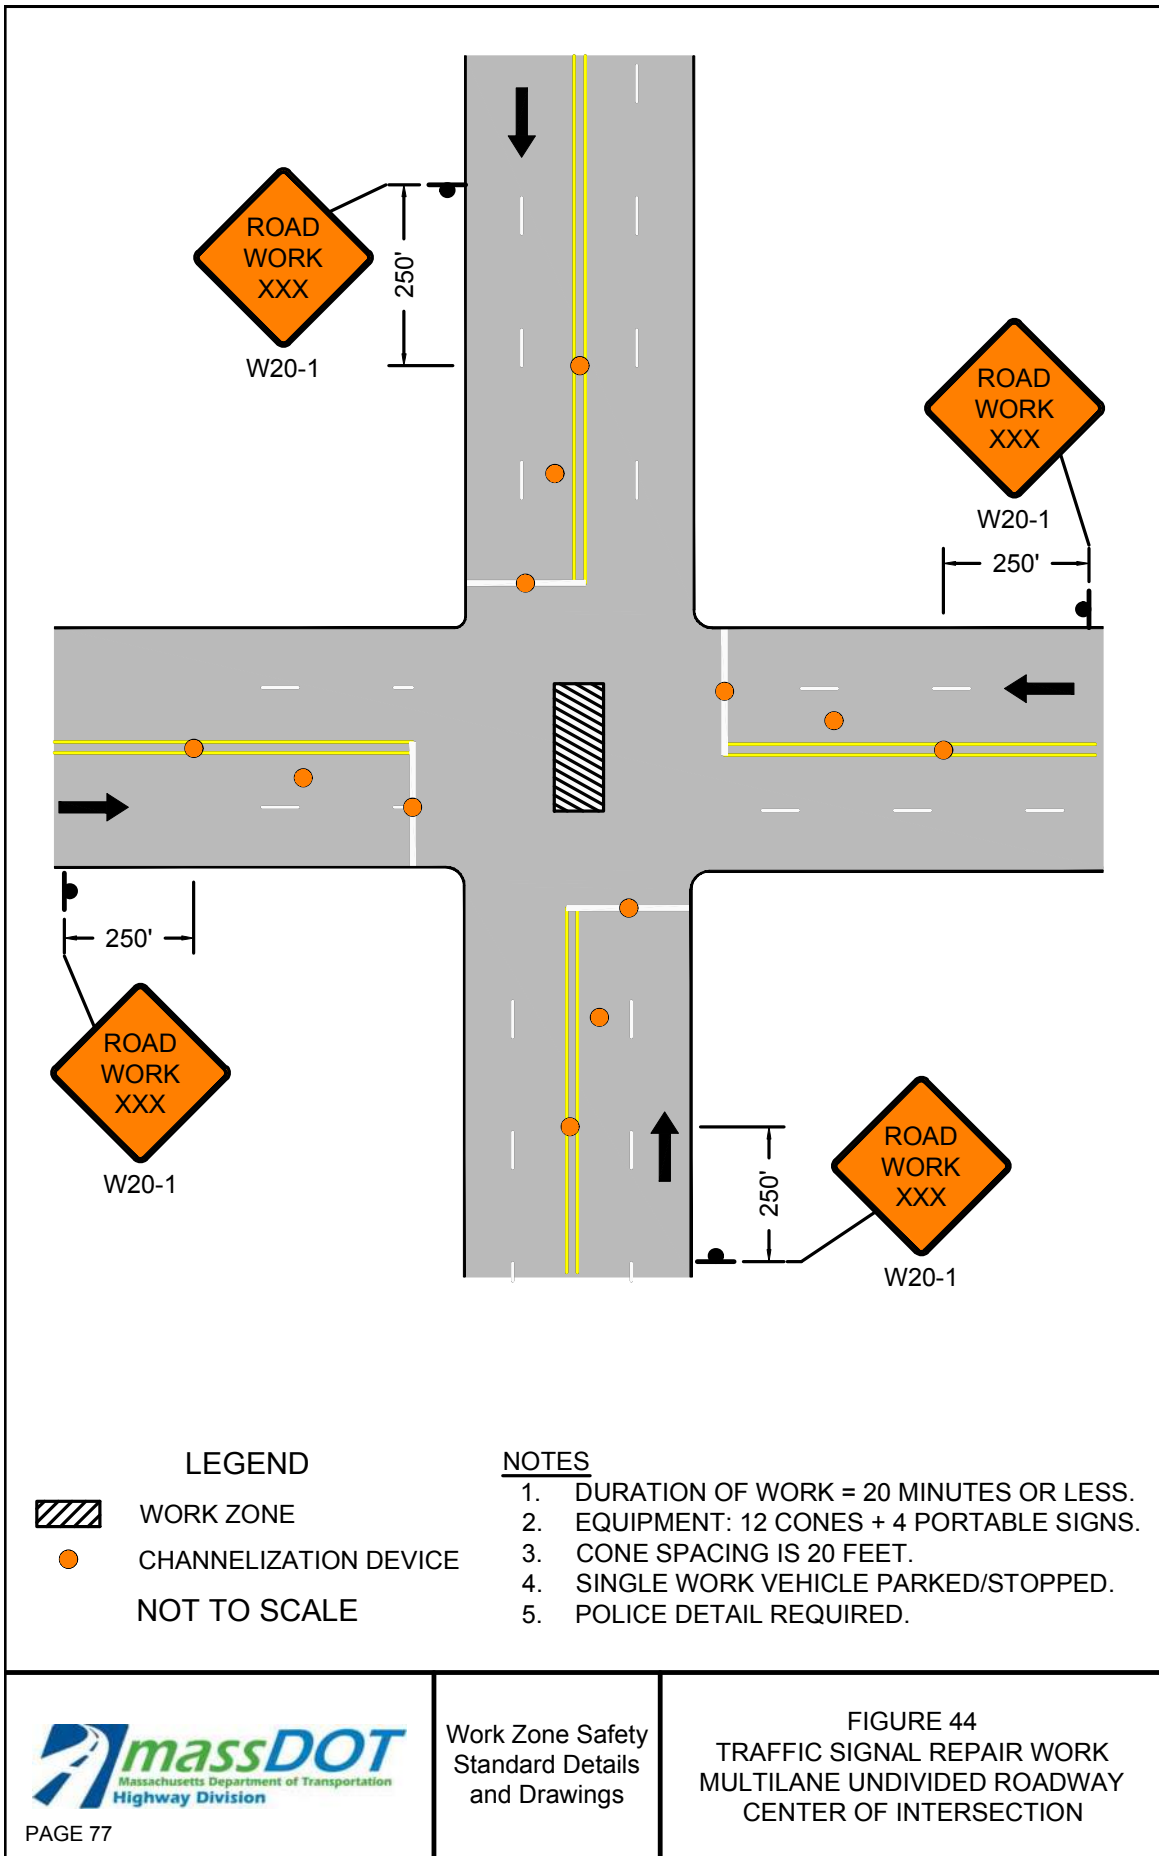 ROAD
WORK
XXX
W20-1
250'
ROAD
WORK
XXX
W20-1
250'
250'
ROAD
WORK
XXX
W20-1
250'
ROAD
WORK
XXX
W20-1
LEGEND
WORK ZONE
CHANNELIZATION DEVICE
NOT TO SCALE
NOTES
1. DURATION OF WORK = 20 MINUTES OR LESS.
2. EQUIPMENT: 12 CONES + 4 PORTABLE SIGNS.
3. CONE SPACING IS 20 FEET.
4. SINGLE WORK VEHICLE PARKED/STOPPED.
5. POLICE DETAIL REQUIRED.
massDOT
Massachusetts Department of Transportation
Highway Division
PAGE 77
Work Zone Safety
Standard Details
and Drawings
FIGURE 44
TRAFFIC SIGNAL REPAIR WORK
MULTILANE UNDIVIDED ROADWAY
CENTER OF INTERSECTION